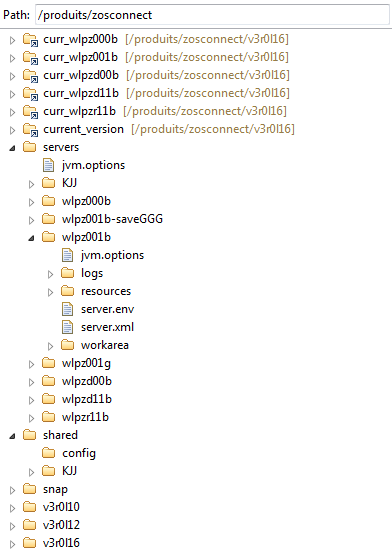 Path: /produits/zosconnect
curr_wlpz000b [/produits/zosconnect/v3r0l16]
curr_wlpz001b [/produits/zosconnect/v3r0l16]
curr_wlpzd00b [/produits/zosconnect/v3r0l16]
curr_wlpzd11b [/produits/zosconnect/v3r0l16]
curr_wlpzr11b [/produits/zosconnect/v3r0l16]
current_version [/produits/zosconnect/v3r0l16]
servers
jvm.options
KJJ
wlpz000b
wlpz001b-saveGGG
wlpz001b
jvm.options
logs
resources
server.env
server.xml
workarea
wlpz001g
wlpzd00b
wlpzd11b
wlpzr11b
shared
config
KJJ
snap
v3r0l10
v3r0l12
v3r0l16